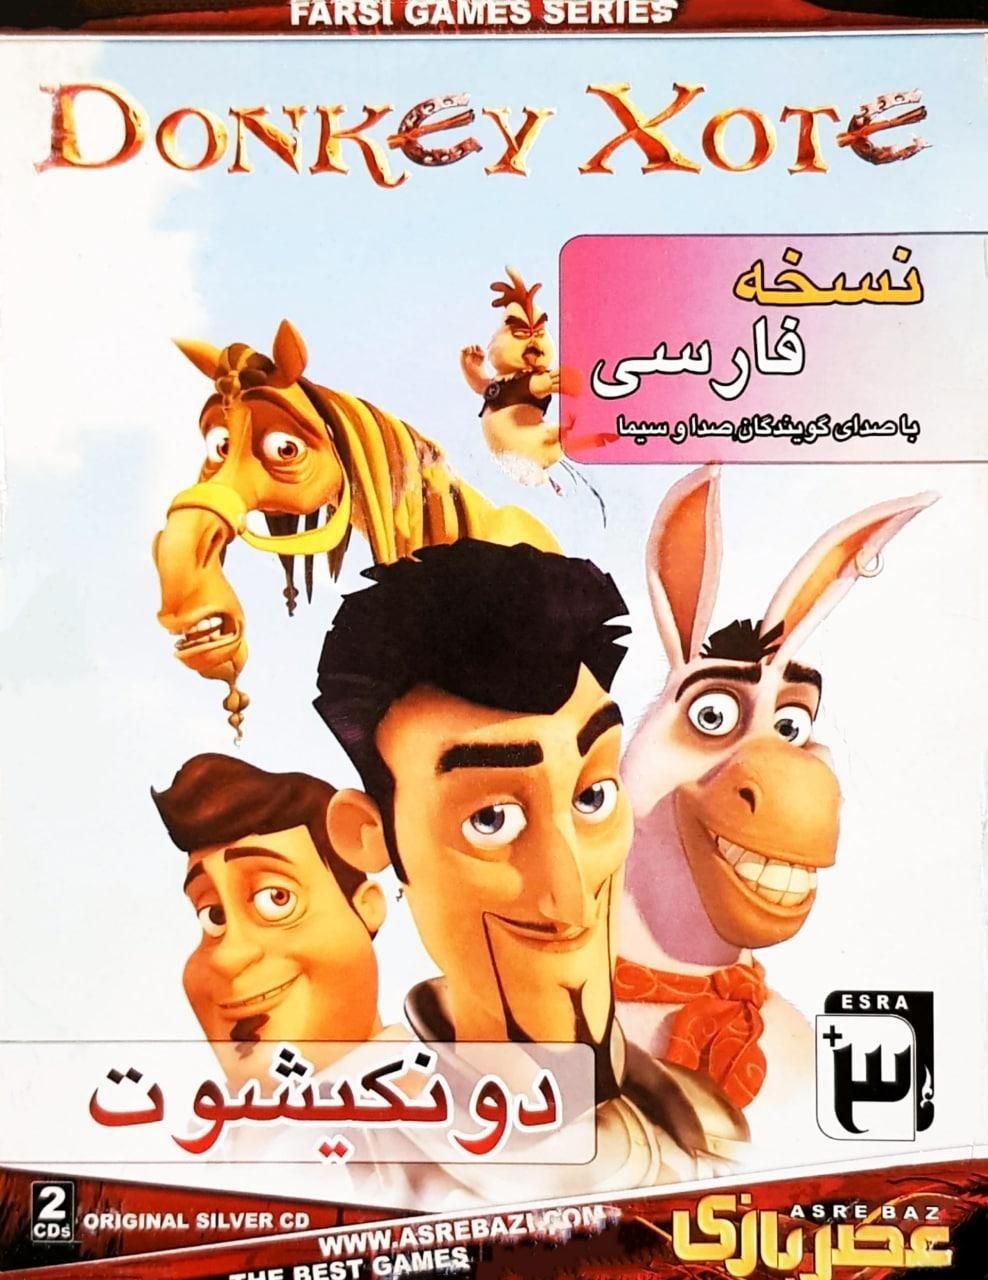 FARSI GAMES SERIES
DONKEY XOTE
نسخه
فارسی
با صدای گویندگان صدا و سیما
ESRA
+۳
دونکیشوت
2
CDs
ORIGINAL SILVER CD
WWW.ASREBAZI.COM
THE BEST GAMES
ASRE BAZ
عصر بازی